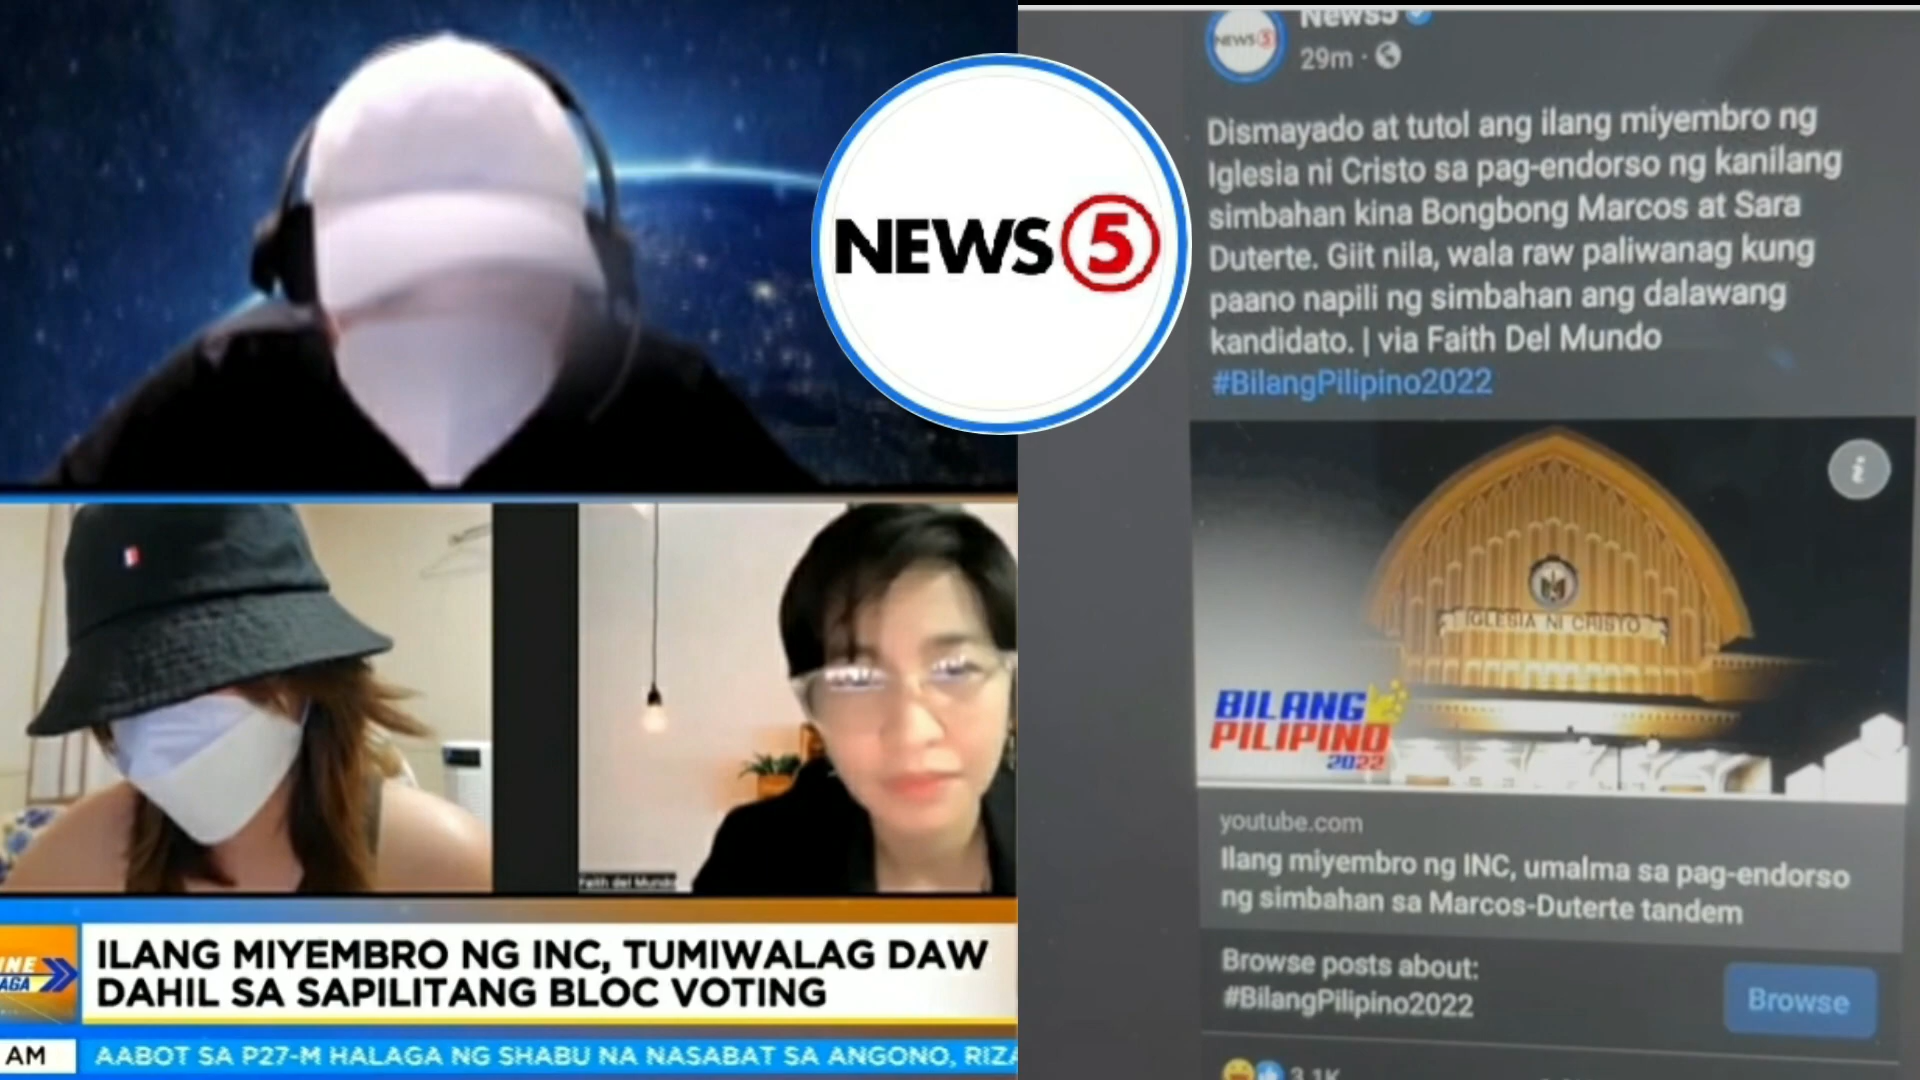 NEWS5
Faith del Mundo
ILANG MIYEMBRO NG INC, TUMIWALAG DAW
DAHIL SA SAPILITANG BLOC VOTING
AM
AABOT SA P27-M HALAGA NG SHABU NA NASABAT SA ANGONO, RIZA
News5
NEWS5
29m
Dismayado at tutol ang ilang miyembro ng
Iglesia ni Cristo sa pag-endorso ng kanilang
simbahan kina Bongbong Marcos at Sara
Duterte. Giit nila, wala raw paliwanag kung
paano napili ng simbahan ang dalawang
kandidato. | via Faith Del Mundo
#BilangPilipino2022
i
IGLESIA NI CRISTO
BILANG
PILIPINO
2022
youtube.com
Ilang miyembro ng INC, umalma sa pag-endorso
ng simbahan sa Marcos-Duterte tandem
Browse posts about:
#BilangPilipino2022
Browse
3.1K